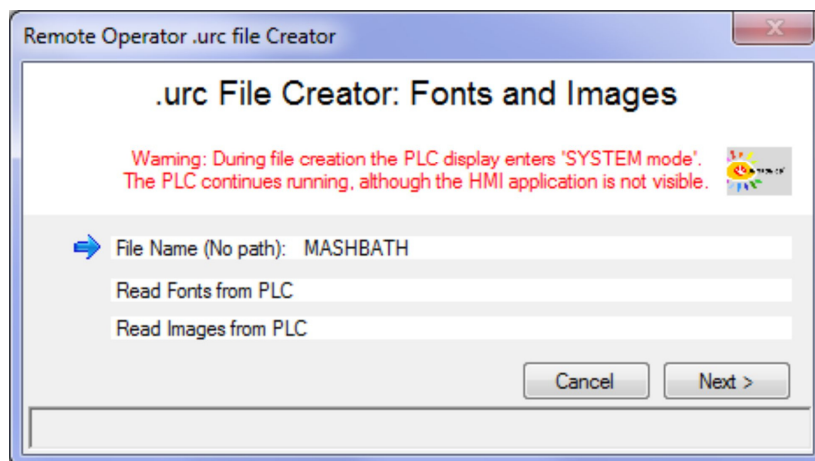 Remote Operator .urc file Creator
.urc File Creator: Fonts and Images
Warning: During file creation the PLC display enters 'SYSTEM mode'.
The PLC continues running, although the HMI application is not visible.
File Name (No path): MASHBATH
Read Fonts from PLC
Read Images from PLC
Cancel
Next >